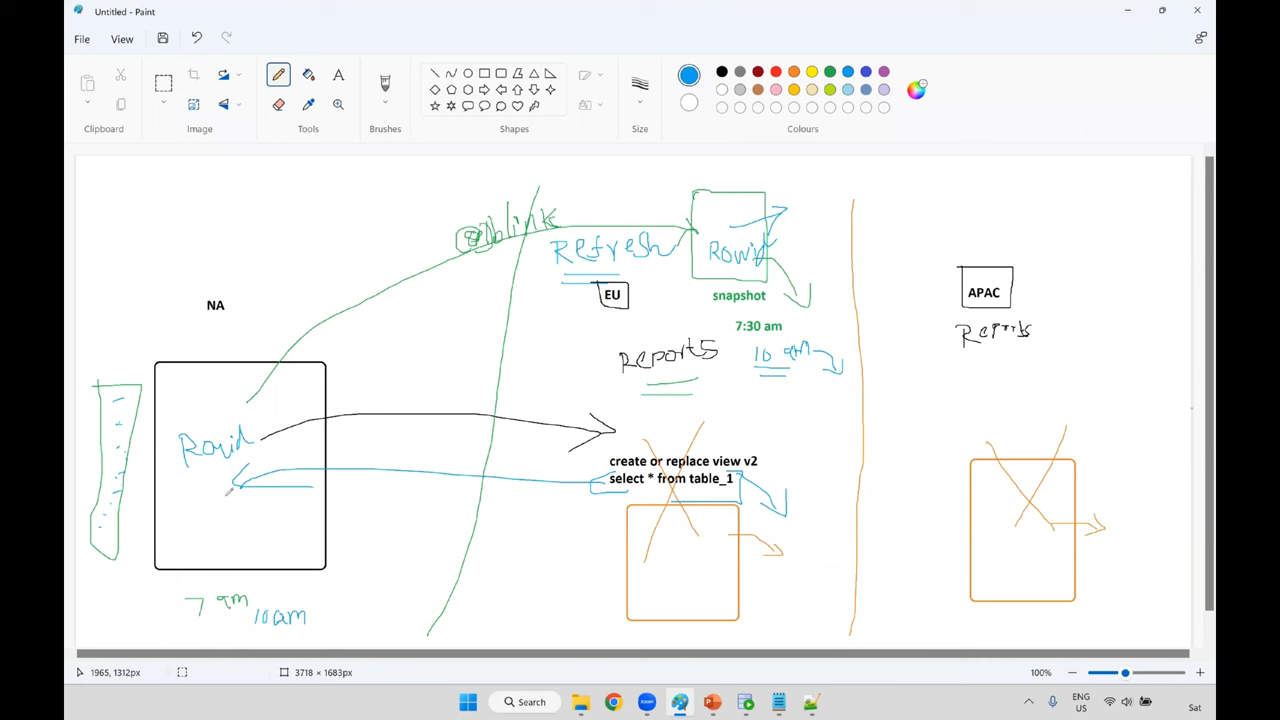 Untitled - Paint
File
View
Clipboard
Image
Tools
Brushes
Shapes
Size
Colours
Refresh
Rowid
EU
snapshot
APAC
NA
7:30 am
Reports
Reports
10 am
Rowid
create or replace view v2
select * from table_1
7 am
10am
1965, 1312px
3718 × 1683px
100%
Search
zoom
ENG
US
Sat